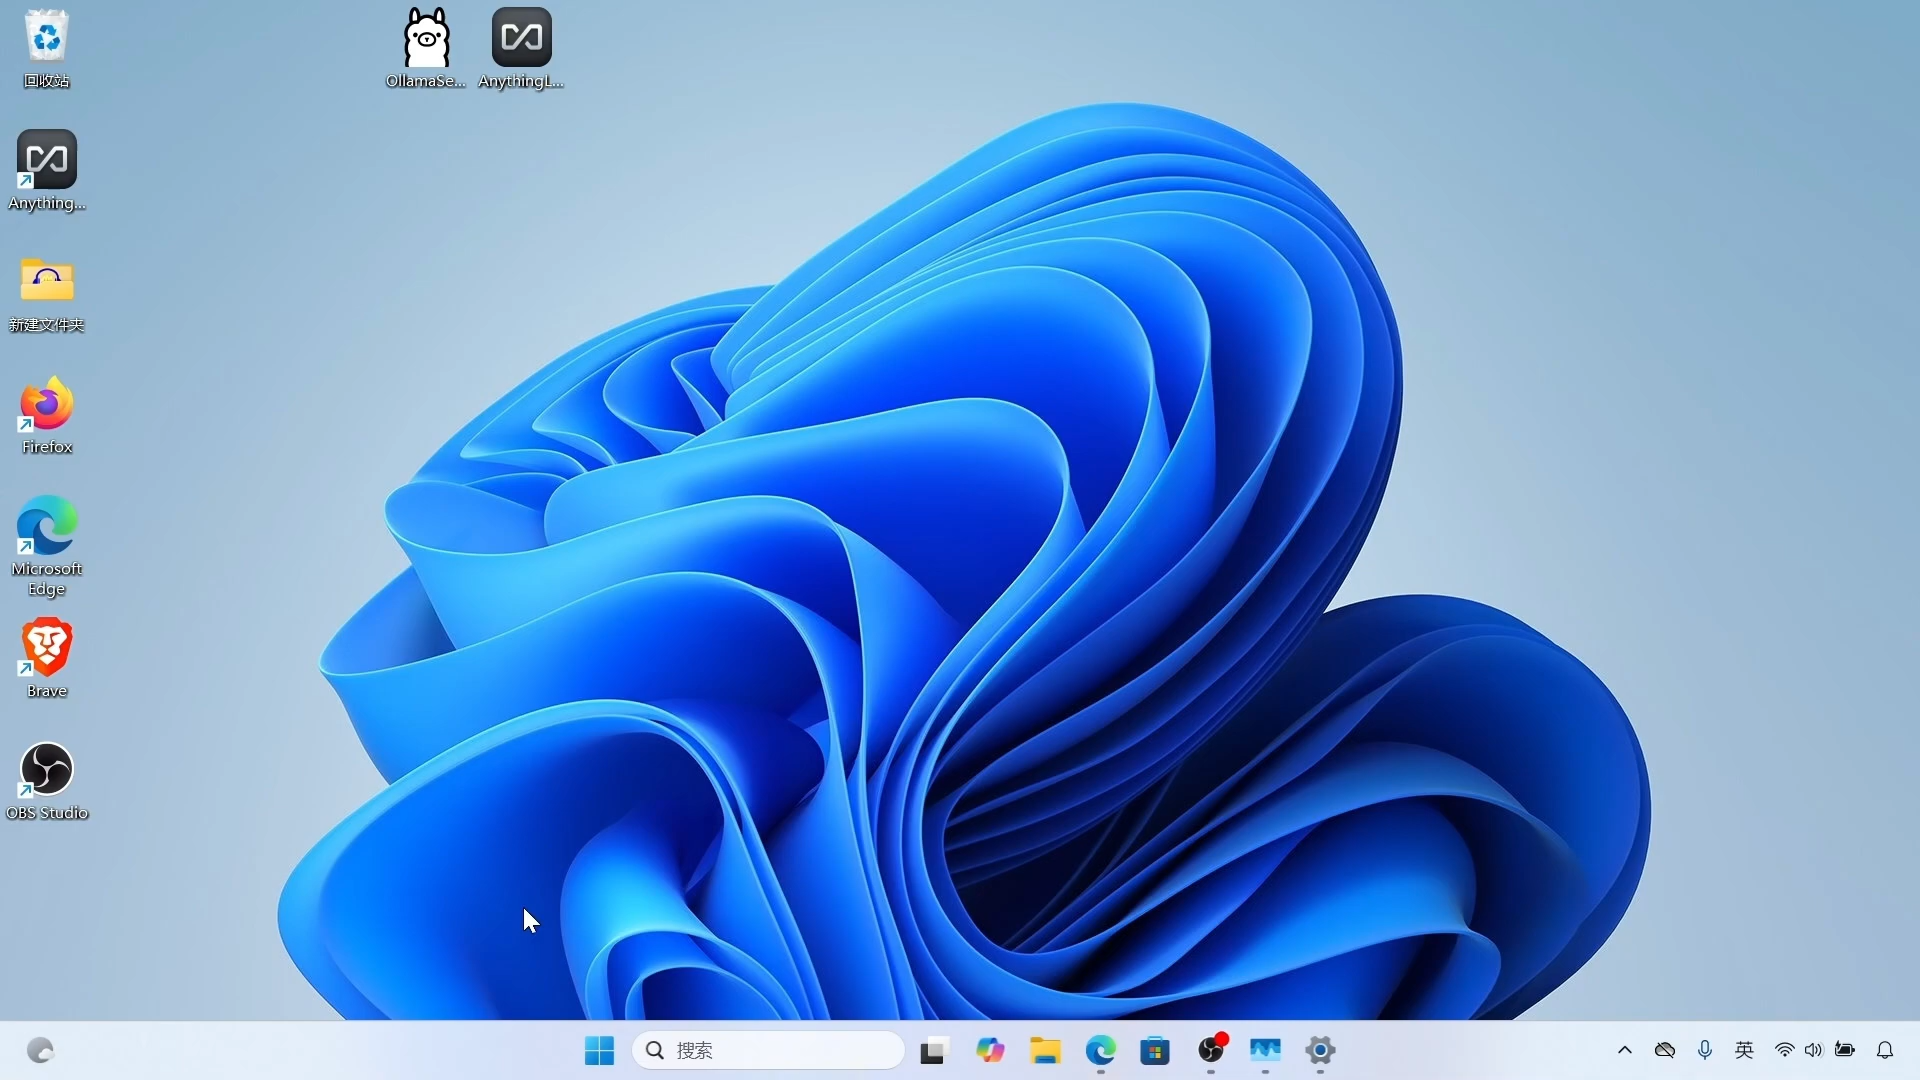 回收站
OllamaSe...
AnythingL...
Anything...
新建文件夹
Firefox
Microsoft
Edge
Brave
OBS Studio
搜索
英